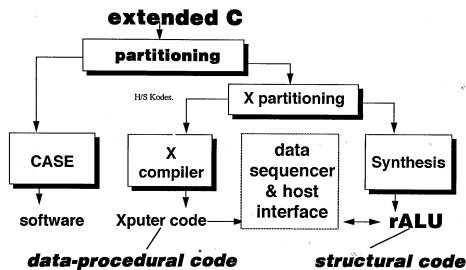 extended C
partitioning
H/S Kodes.
X partitioning
CASE
X
compiler
data
sequencer
& host
interface
Synthesis
software
Xputer code
rALU
data-procedural code
structural code